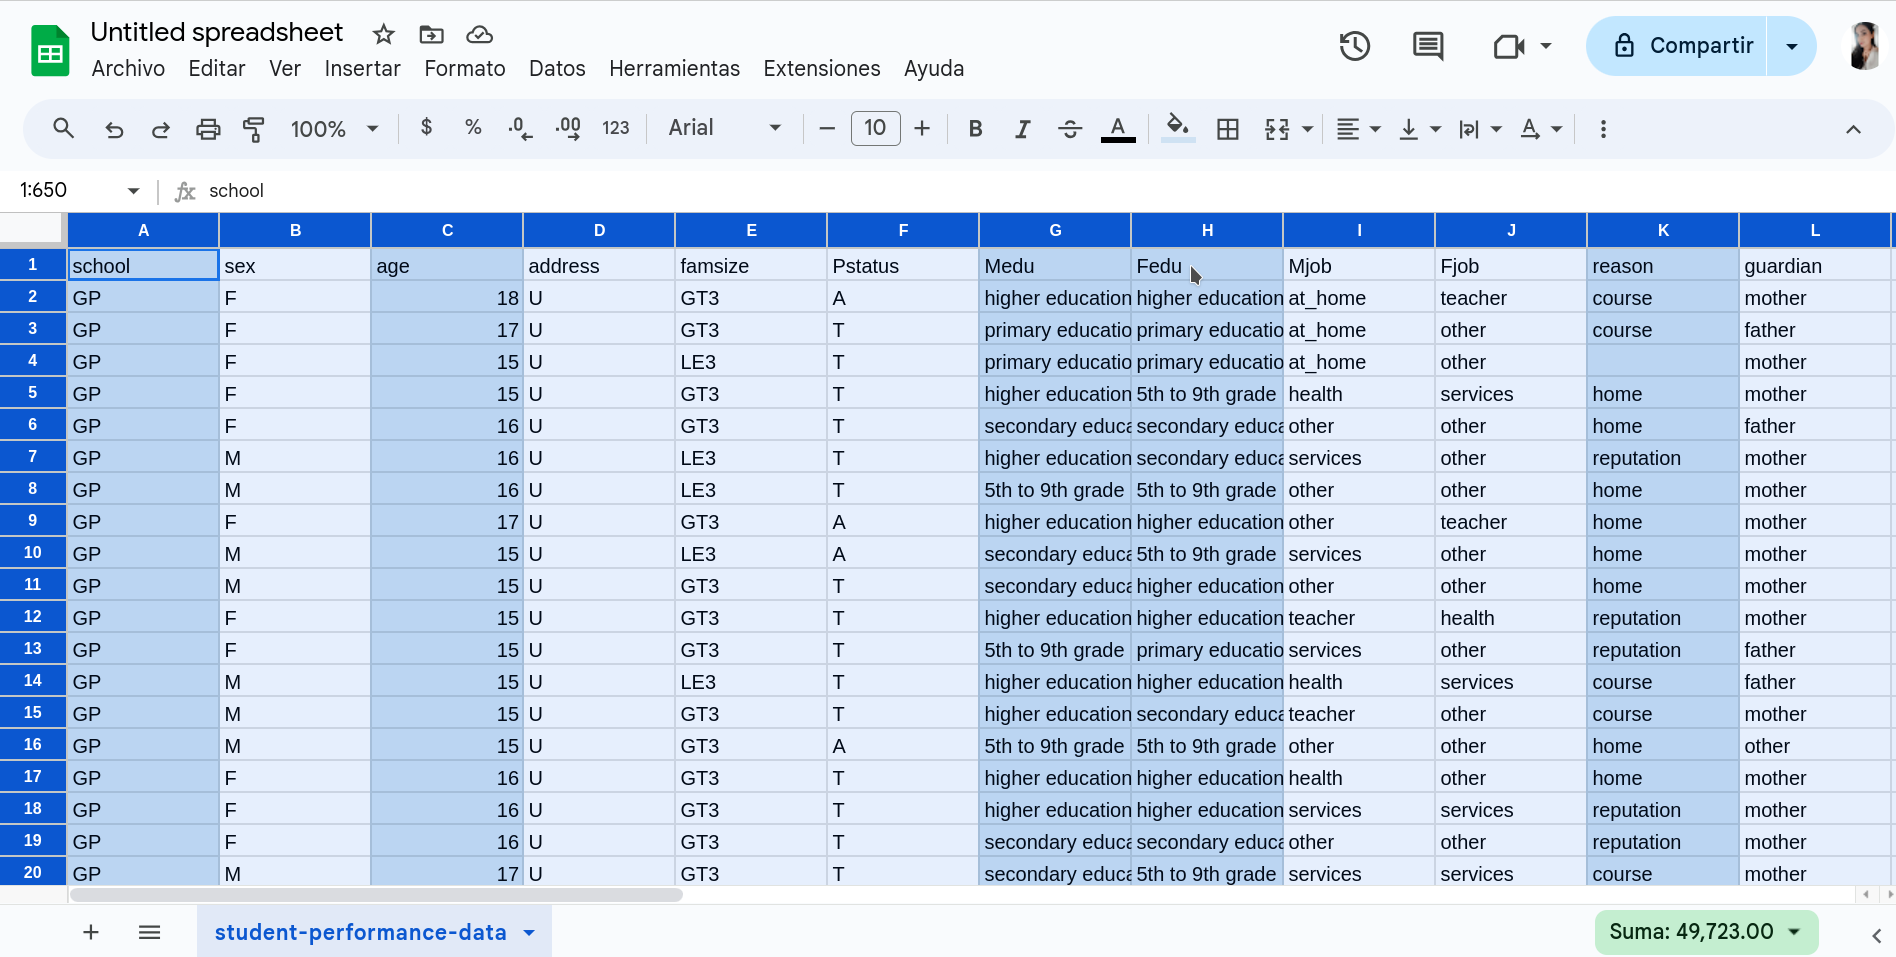 Untitled spreadsheet
Archivo Editar Ver Insertar Formato Datos Herramientas Extensiones Ayuda
Compartir
100% $ % .0 .00 123 Arial 10 B I S A A
1:650 fx school
A B C D E F G H I J K L
1 school sex age address famsize Pstatus Medu Fedu Mjob Fjob reason guardian
2 GP F 18 U GT3 A higher education higher education at_home teacher course mother
3 GP F 17 U GT3 T primary educatio primary educatio at_home other course father
4 GP F 15 U LE3 T primary educatio primary educatio at_home other mother
5 GP F 15 U GT3 T higher education 5th to 9th grade health services home mother
6 GP F 16 U GT3 T secondary educa secondary educa other other home father
7 GP M 16 U LE3 T higher education secondary educa services other reputation mother
8 GP M 16 U LE3 T 5th to 9th grade 5th to 9th grade other other home mother
9 GP F 17 U GT3 A higher education higher education other teacher home mother
10 GP M 15 U LE3 A secondary educa 5th to 9th grade services other home mother
11 GP M 15 U GT3 T secondary educa higher education other other home mother
12 GP F 15 U GT3 T higher education higher education teacher health reputation mother
13 GP F 15 U GT3 T 5th to 9th grade primary educatio services other reputation father
14 GP M 15 U LE3 T higher education higher education health services course father
15 GP M 15 U GT3 T higher education secondary educa teacher other course mother
16 GP M 15 U GT3 A 5th to 9th grade 5th to 9th grade other other home other
17 GP F 16 U GT3 T higher education higher education health other home mother
18 GP F 16 U GT3 T higher education higher education services services reputation mother
19 GP F 16 U GT3 T secondary educa secondary educa other other reputation mother
20 GP M 17 U GT3 T secondary educa 5th to 9th grade services services course mother
student-performance-data
Suma: 49,723.00